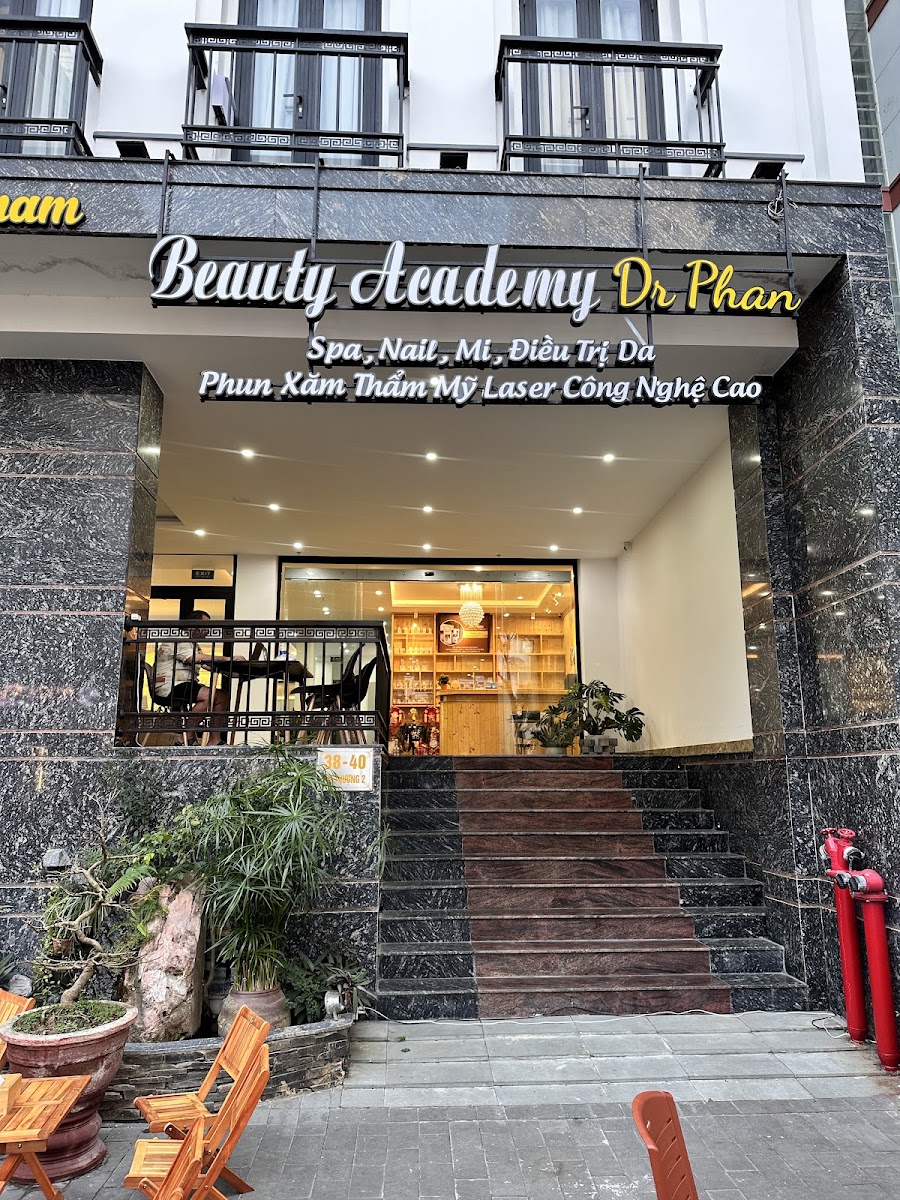 Beauty Academy Dr Phan
Spa, Nail, Mi, Điều Trị Da
Phun Xăm Thẩm Mỹ Laser Công Nghệ Cao
EXIT
38 - 40